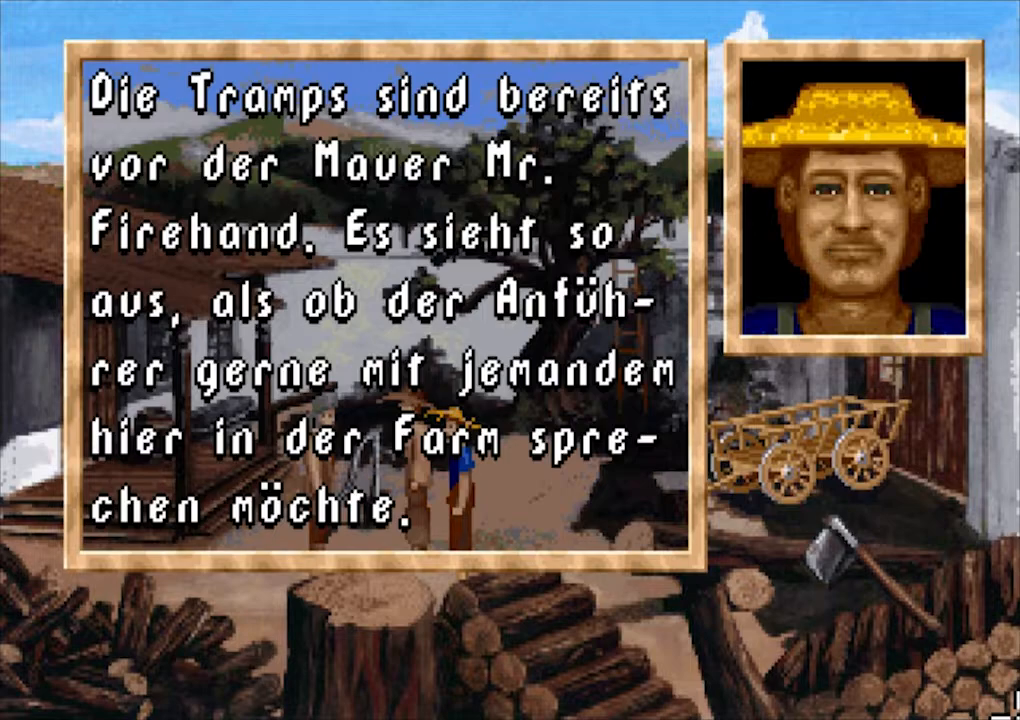 Die Tramps sind bereits
vor der Mauer Mr.
Firehand. Es sieht so
aus, als ob der Anfüh-
rer gerne mit jemandem
hier in der Farm spre-
chen möchte.